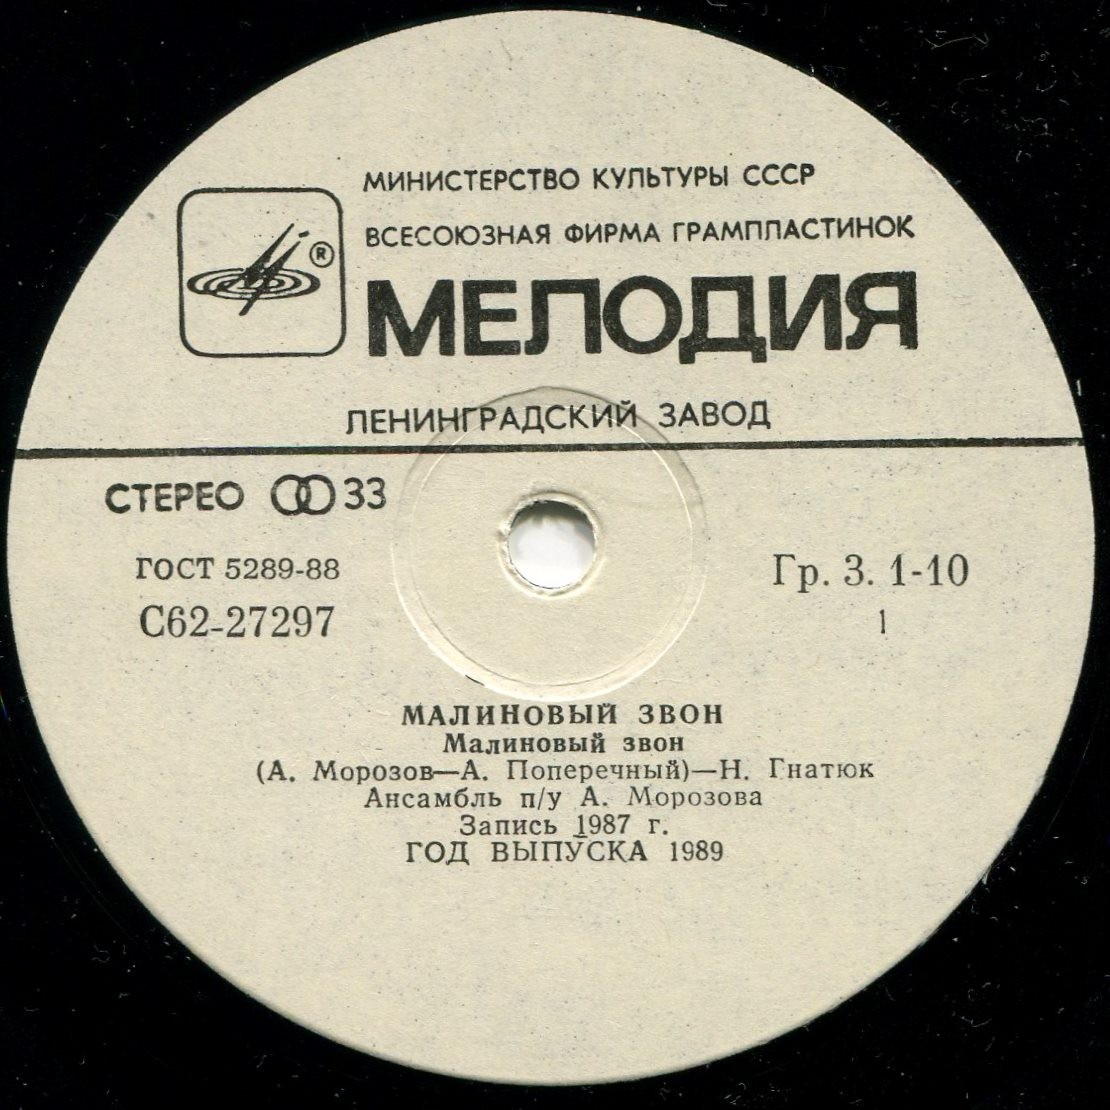 МИНИСТЕРСТВО КУЛЬТУРЫ СССР
ВСЕСОЮЗНАЯ ФИРМА ГРАМПЛАСТИНОК
®
МЕЛОДИЯ
ЛЕНИНГРАДСКИЙ ЗАВОД
СТЕРЕО 33
ГОСТ 5289-88
Гр. 3. 1-10
С62-27297
1
МАЛИНОВЫЙ ЗВОН
Малиновый звон
(А. Морозов—А. Поперечный)—Н. Гнатюк
Ансамбль п/у А. Морозова
Запись 1987 г.
ГОД ВЫПУСКА 1989